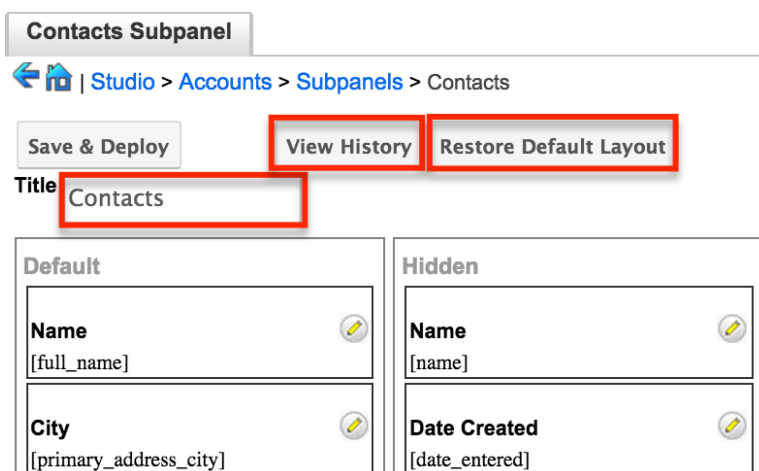 Contacts Subpanel
| Studio > Accounts > Subpanels > Contacts
Save & Deploy View History Restore Default Layout
Title Contacts
Default Hidden
Name Name
[full_name] [name]
City Date Created
[primary_address_city] [date_entered]